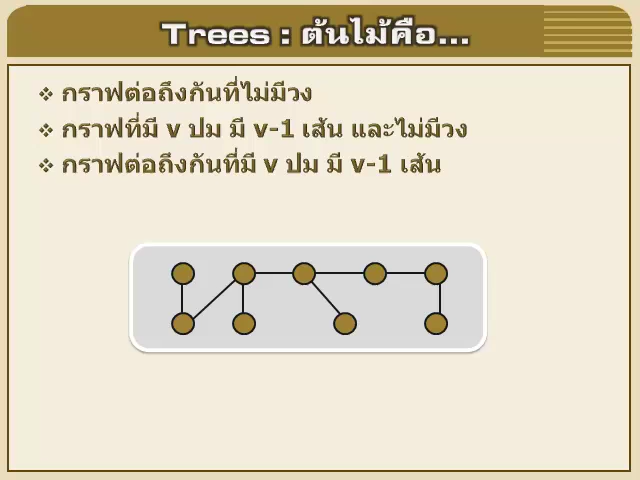 Trees : ต้นไม้คือ...
กราฟต่อถึงกันที่ไม่มีวง
กราฟที่มี v ปม มี v-1 เส้น และไม่มีวง
กราฟต่อถึงกันที่มี v ปม มี v-1 เส้น